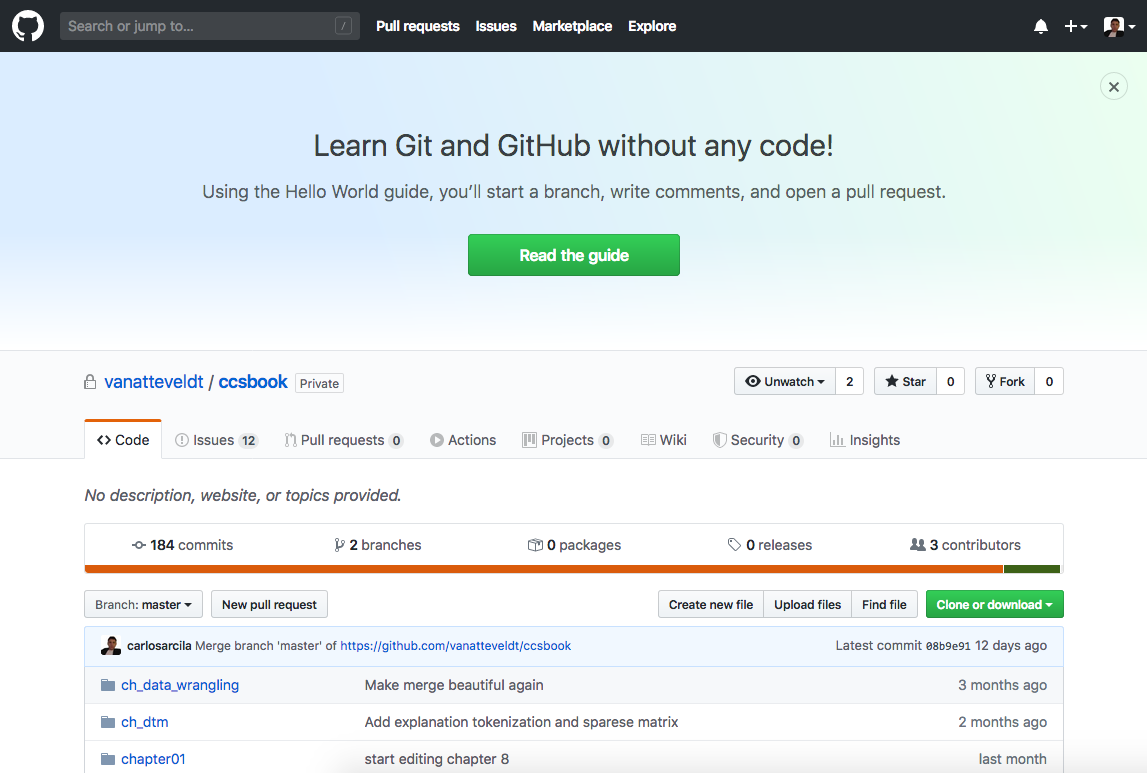 Search or jump to... / Pull requests Issues Marketplace Explore
Learn Git and GitHub without any code!
Using the Hello World guide, you’ll start a branch, write comments, and open a pull request.
Read the guide
vanatteveldt / ccsbook Private Unwatch 2 Star 0 Fork 0
Code Issues 12 Pull requests 0 Actions Projects 0 Wiki Security 0 Insights
No description, website, or topics provided.
184 commits 2 branches 0 packages 0 releases 3 contributors
Branch: master New pull request Create new file Upload files Find file Clone or download
carlosarcila Merge branch 'master' of https://github.com/vanatteveldt/ccsbook Latest commit 08b9e91 12 days ago
ch_data_wrangling Make merge beautiful again 3 months ago
ch_dtm Add explanation tokenization and sparese matrix 2 months ago
chapter01 start editing chapter 8 last month